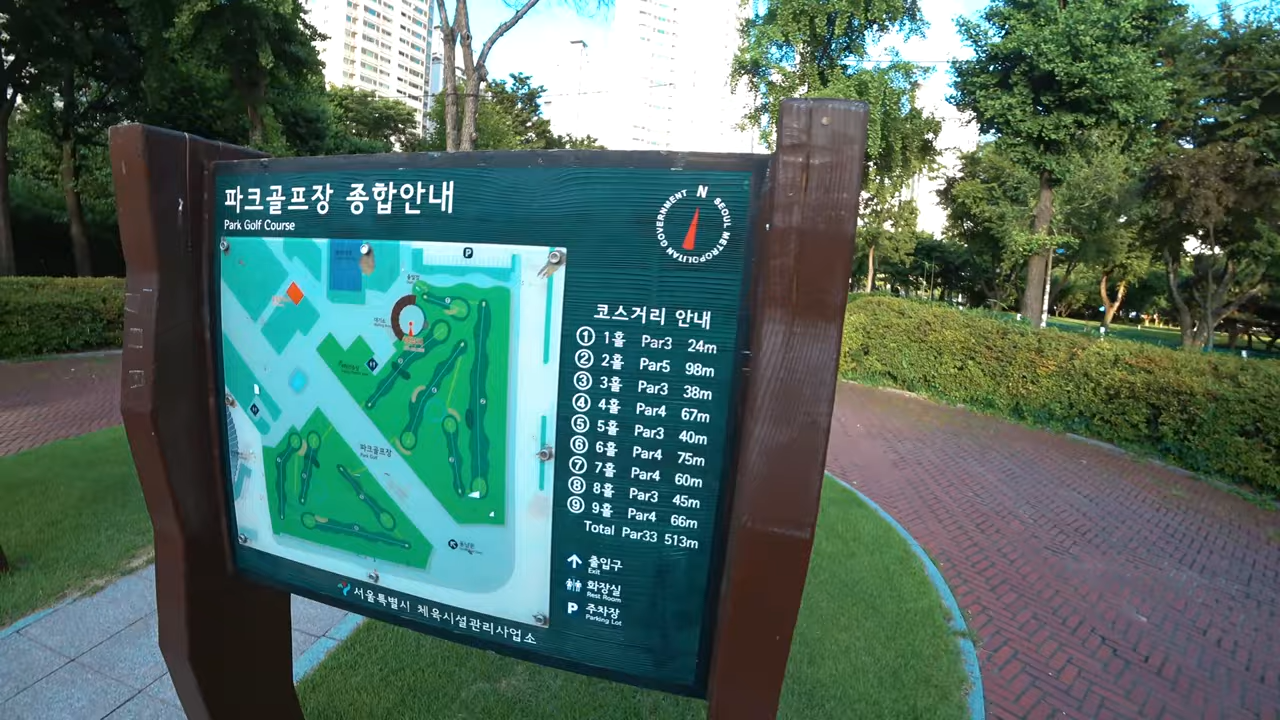 파크골프장 종합안내
Park Golf Course
N
SEOUL METROPOLITAN GOVERNMENT
P
파크골프장
Park Golf
코스거리 안내
① 1홀 Par3 24m
② 2홀 Par5 98m
③ 3홀 Par3 38m
④ 4홀 Par4 67m
⑤ 5홀 Par3 40m
⑥ 6홀 Par4 75m
⑦ 7홀 Par4 60m
⑧ 8홀 Par3 45m
⑨ 9홀 Par4 66m
Total Par33 513m
출입구
Exit
화장실
Rest Room
P 주차장
Parking Lot
서울특별시 체육시설관리사업소